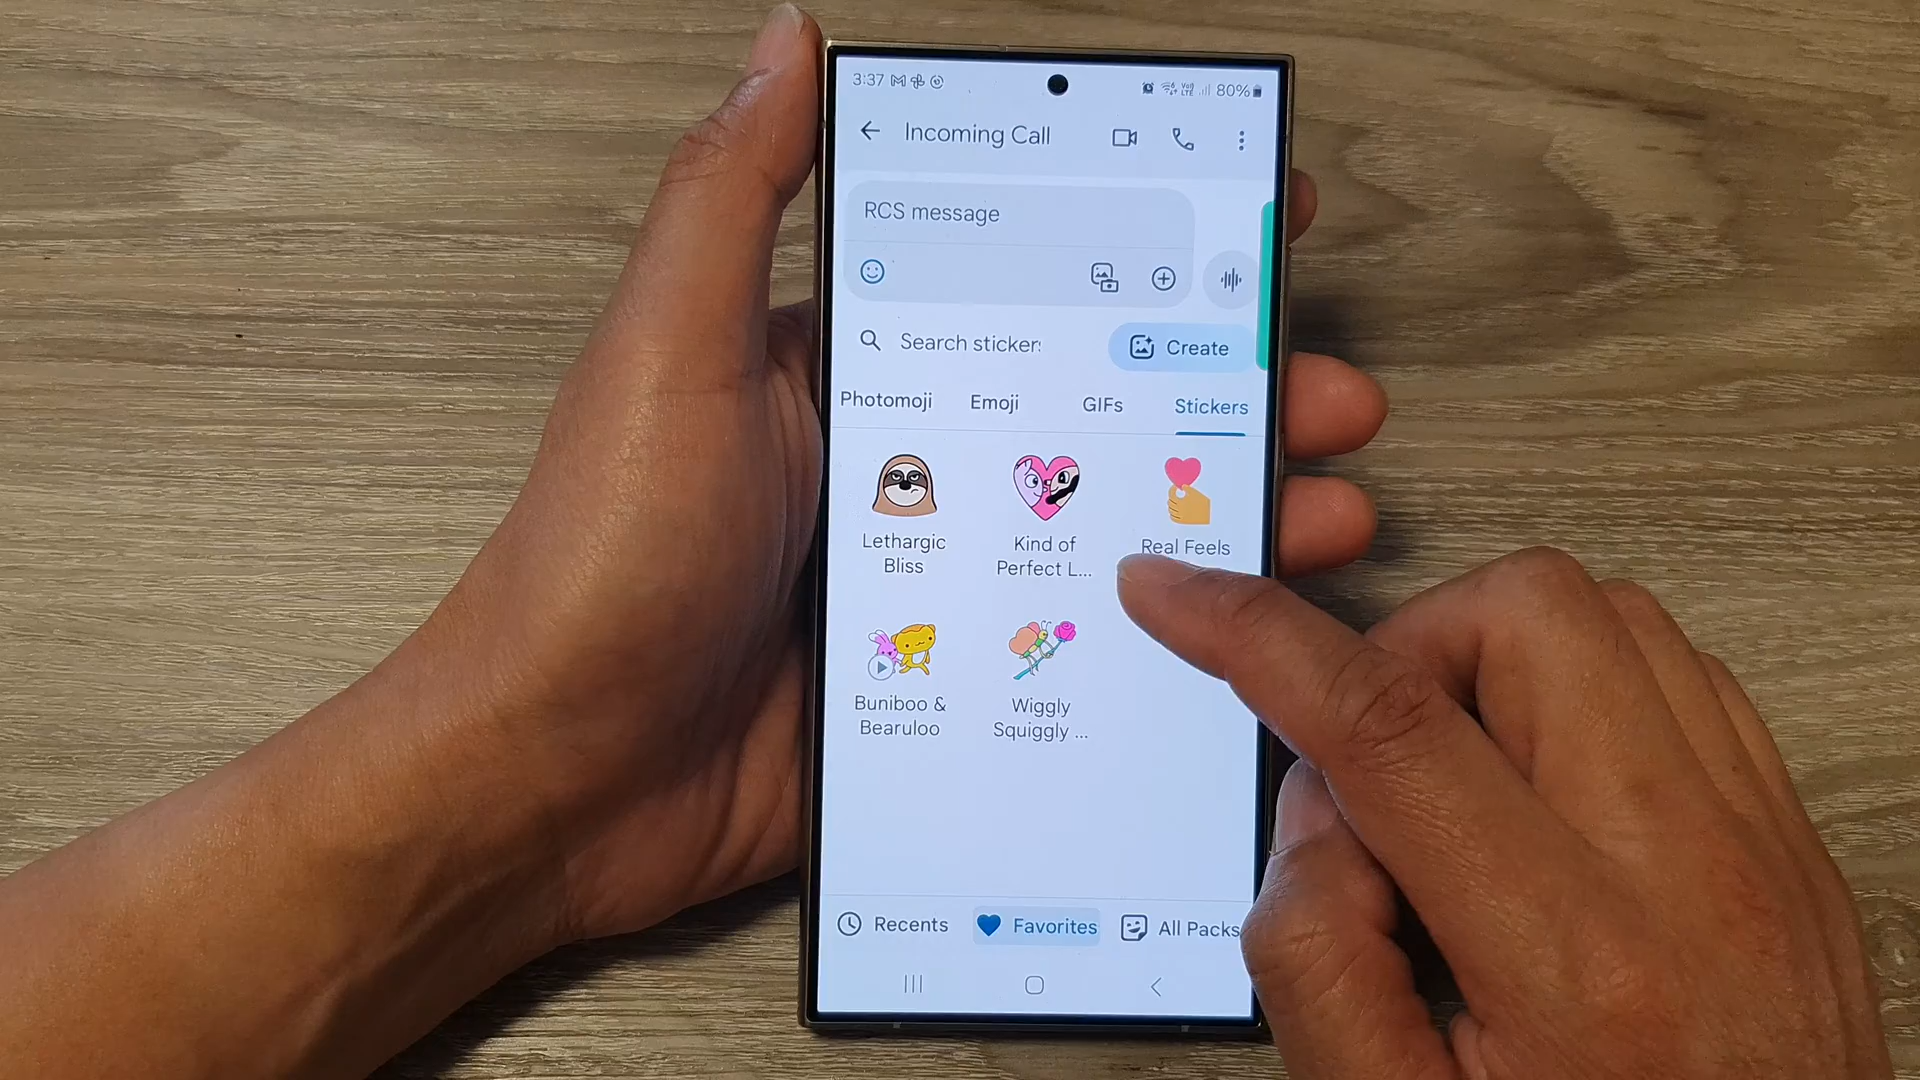 3:37 80%
Incoming Call
RCS message
Search sticker
Create
Photomoji Emoji GIFs Stickers
Lethargic
Bliss
Kind of
Perfect L...
Real Feels
Buniboo &
Bearuloo
Wiggly
Squiggly ...
Recents Favorites All Packs